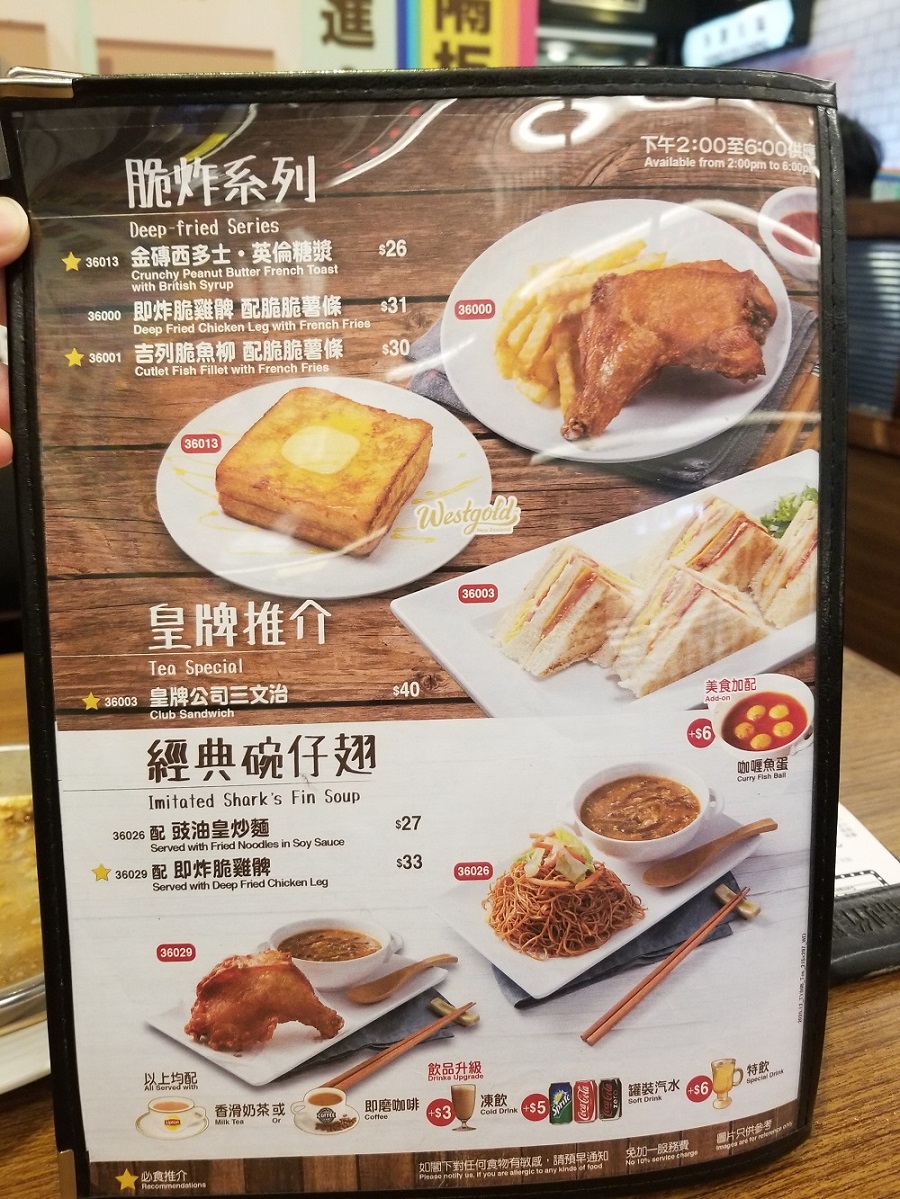 進
隔
下午2:00至6:00供應
Available from 2:00pm to 6:00pm
脆炸系列
Deep-fried Series
36013 金磚西多士·英倫糖漿 $26
Crunchy Peanut Butter French Toast
with British Syrup
36000 即炸脆雞髀 配脆脆薯條 $31
Deep Fried Chicken Leg with French Fries
36001 吉列脆魚柳 配脆脆薯條 $30
Cutlet Fish Fillet with French Fries
36000
36013
Westgold
36003
皇牌推介
Tea Special
36003 皇牌公司三文治 $40
Club Sandwich
美食加配
Add-on
+$6
咖喱魚蛋
Curry Fish Ball
經典碗仔翅
Imitated Shark's Fin Soup
36026 配 豉油皇炒麵 $27
Served with Fried Noodles in Soy Sauce
36029 配 即炸脆雞髀 $33
Served with Deep Fried Chicken Leg
36026
36029
以上均配
All Served with
Lipton
香滑奶茶 或
Milk Tea Or
COFFEE
即磨咖啡
Coffee
飲品升級
Drinks Upgrade
+$3 凍飲
Cold Drink
+$5
Sprite
Coca-Cola
罐裝汽水
Soft Drink
+$6 特飲
Special Drink
必食推介
Recommendations
如閣下對任何食物有敏感，請預早通知
Please notify us, if you are allergic to any kinds of food
免加一服務費
No 10% service charge
圖片只供參考
Images are for reference only